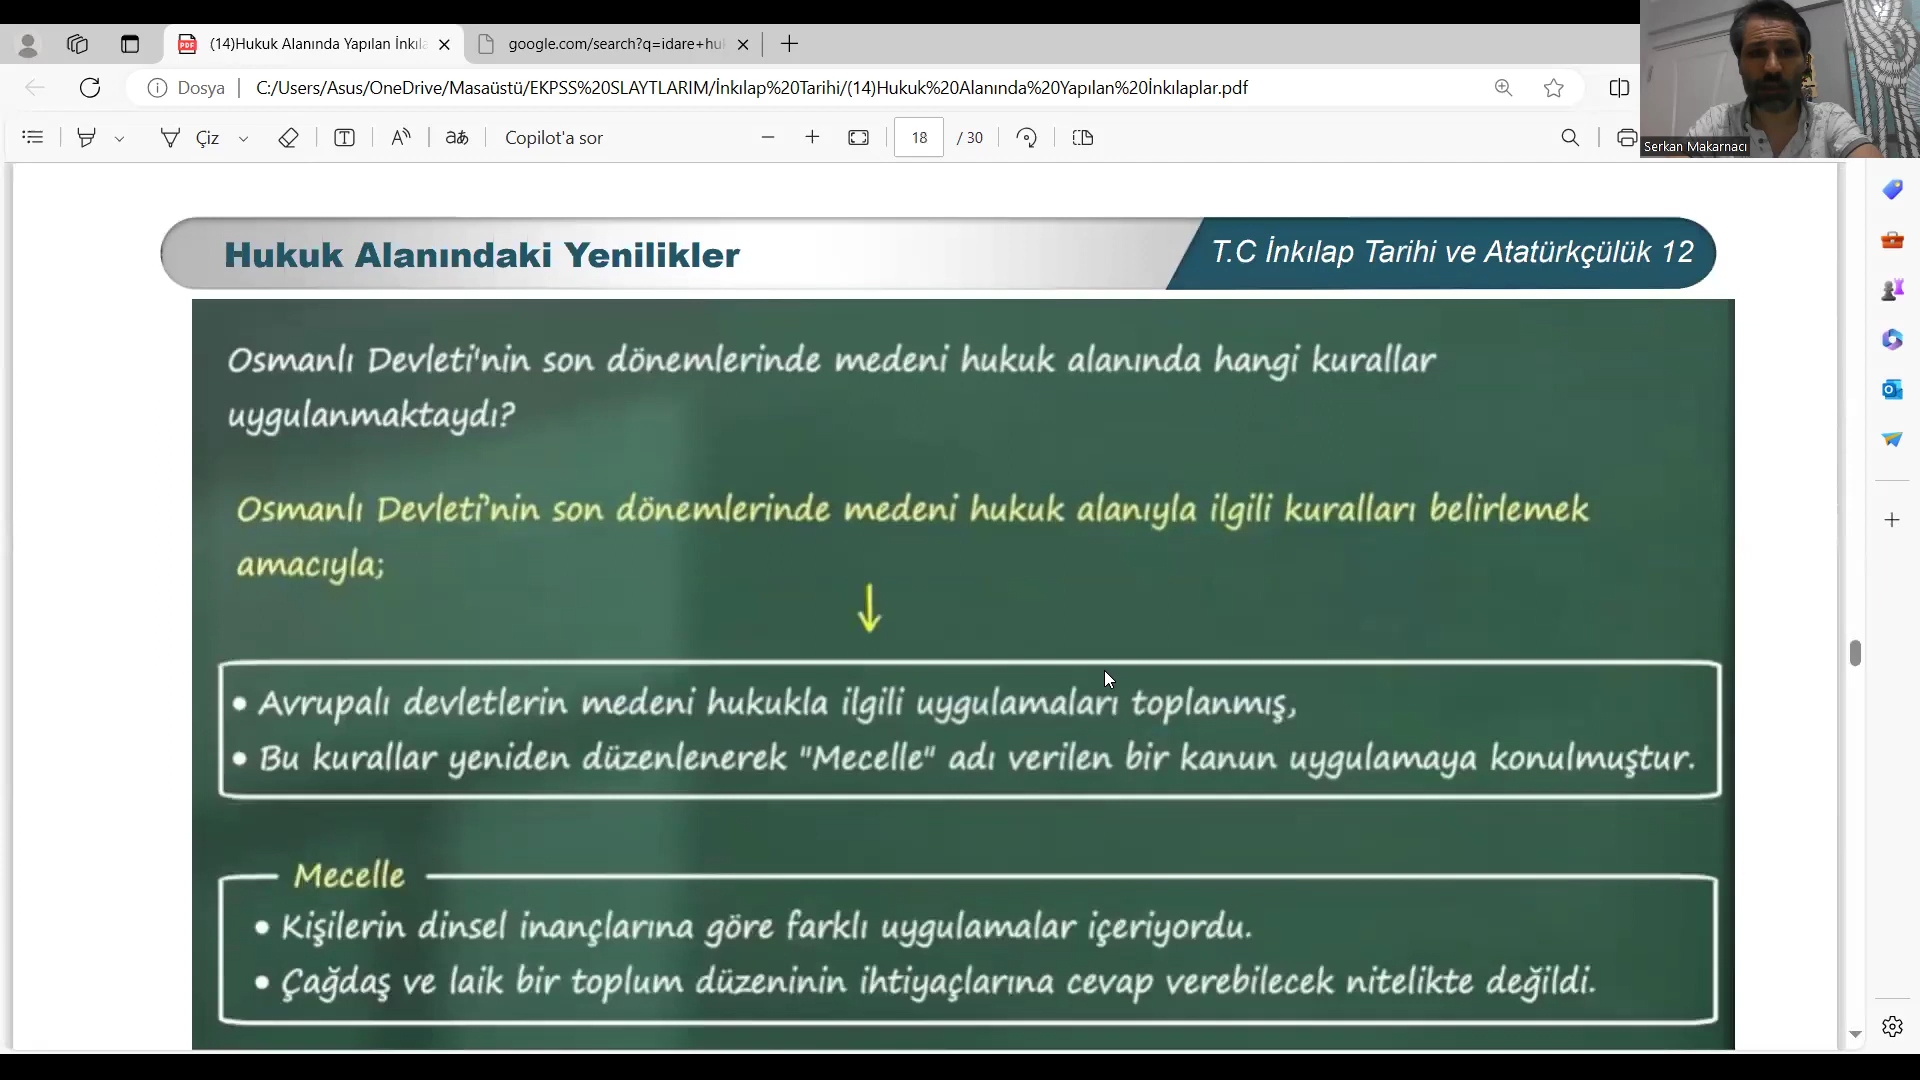 (14)Hukuk Alanında Yapılan İnkıla
google.com/search?q=idare+hu
Dosya
C:/Users/Asus/OneDrive/Masaüstü/EKPSS%20SLAYTLARIM/İnkılap%20Tarihi/(14)Hukuk%20Alanında%20Yapılan%20İnkılaplar.pdf
Çiz
aあ
Copilot'a sor
18 / 30
Serkan Makarnacı
Hukuk Alanındaki Yenilikler
T.C İnkılap Tarihi ve Atatürkçülük 12
Osmanlı Devleti'nin son dönemlerinde medeni hukuk alanında hangi kurallar
uygulanmaktaydı?
Osmanlı Devleti'nin son dönemlerinde medeni hukuk alanıyla ilgili kuralları belirlemek
amacıyla;
• Avrupalı devletlerin medeni hukukla ilgili uygulamaları toplanmış,
• Bu kurallar yeniden düzenlenerek "Mecelle" adı verilen bir kanun uygulamaya konulmuştur.
Mecelle
• Kişilerin dinsel inançlarına göre farklı uygulamalar içeriyordu.
• Çağdaş ve laik bir toplum düzeninin ihtiyaçlarına cevap verebilecek nitelikte değildi.